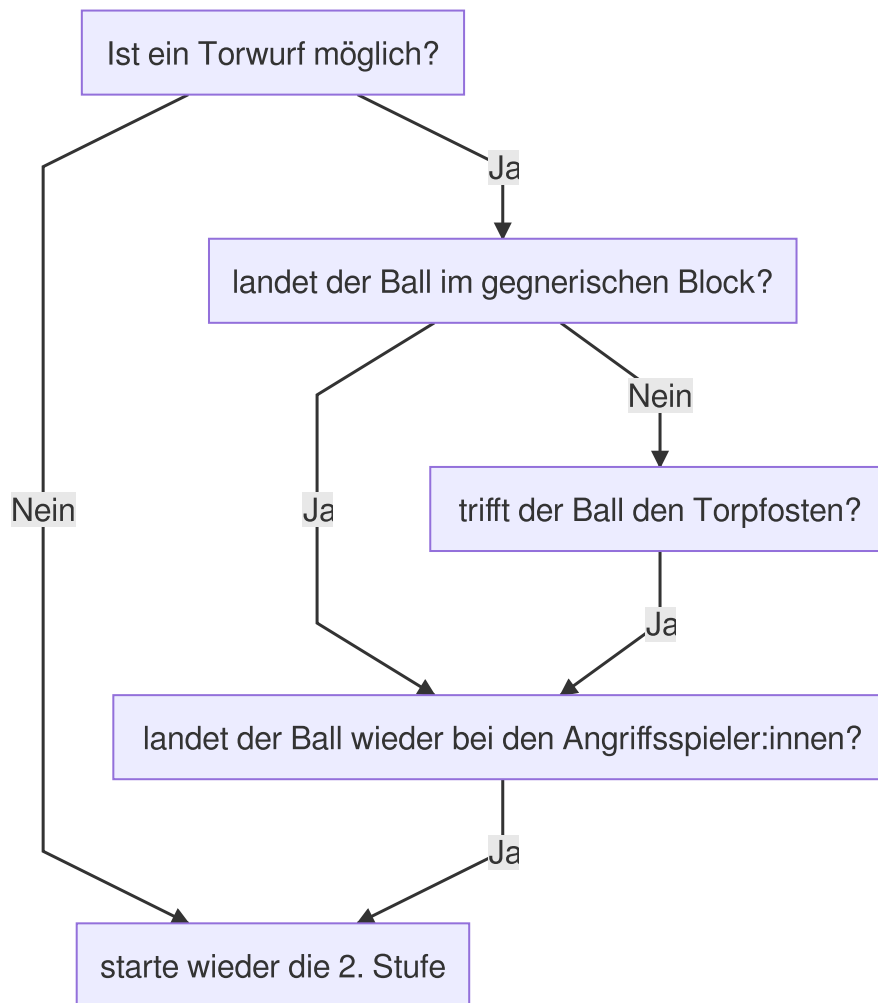 Ist ein Torwurf möglich?
Ja
landet der Ball im gegnerischen Block?
Nein
Nein
Ja
trifft der Ball den Torpfosten?
Ja
landet der Ball wieder bei den Angriffsspieler:innen?
Ja
starte wieder die 2. Stufe